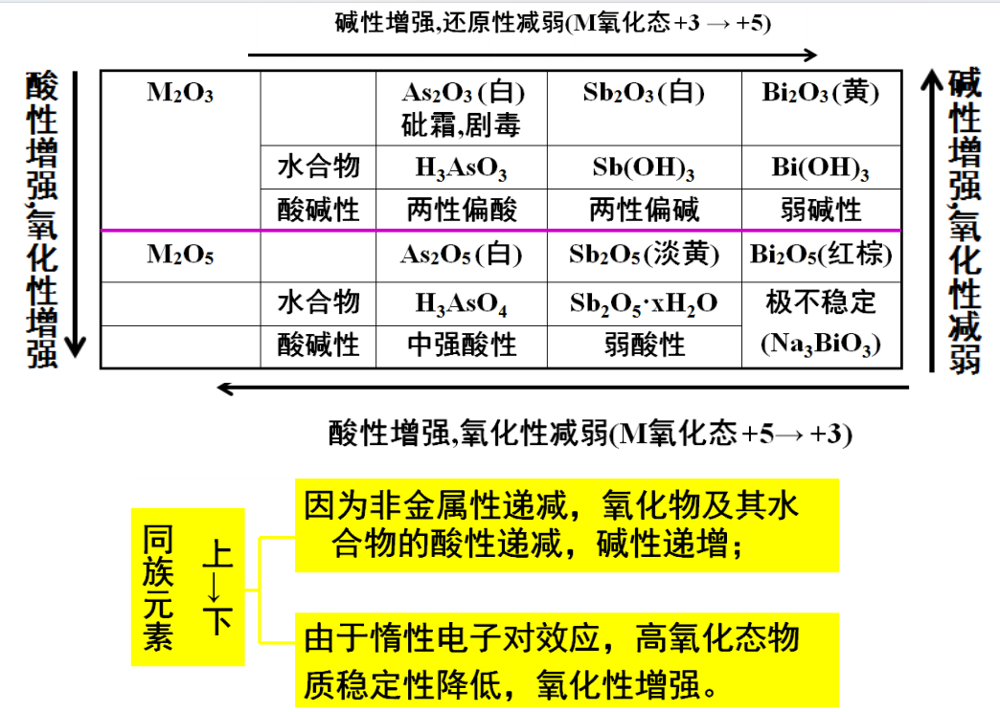 碱性增强,还原性减弱(M氧化态+3 → +5)
酸性增强,氧化性增强
碱性增强,氧化性减弱
M₂O₃ As₂O₃(白) Sb₂O₃(白) Bi₂O₃(黄)
砒霜,剧毒
水合物 H₃AsO₃ Sb(OH)₃ Bi(OH)₃
酸碱性 两性偏酸 两性偏碱 弱碱性
M₂O₅ As₂O₅(白) Sb₂O₅(淡黄) Bi₂O₅(红棕)
水合物 H₃AsO₄ Sb₂O₅·xH₂O 极不稳定
酸碱性 中强酸性 弱酸性 (Na₃BiO₃)
酸性增强,氧化性减弱(M氧化态+5→ +3)
同族元素
上→下
因为非金属性递减，氧化物及其水
合物的酸性递减，碱性递增；
由于惰性电子对效应，高氧化态物
质稳定性降低，氧化性增强。